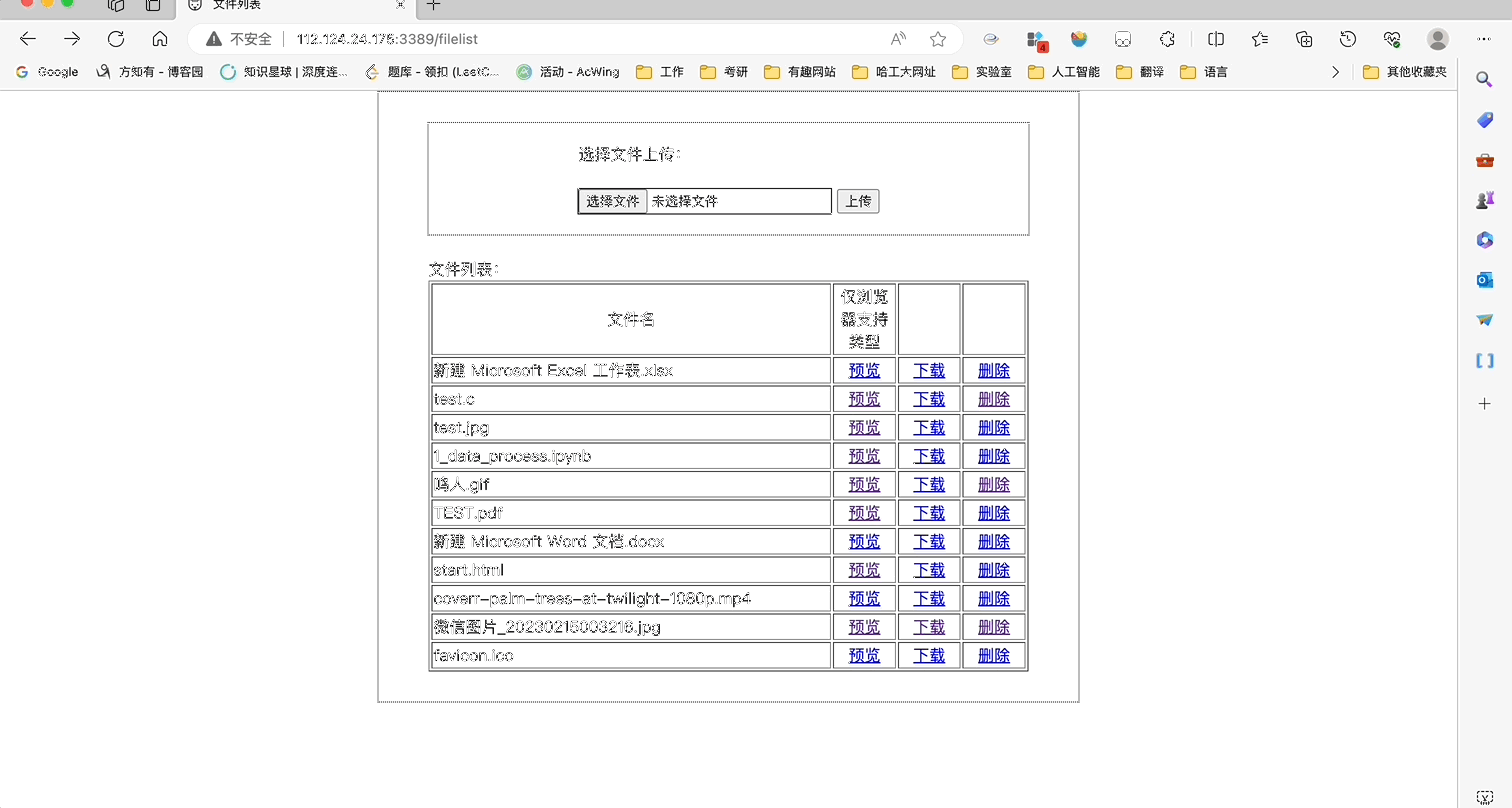 文件列表
不安全 | 112.124.24.176:3389/filelist
4
Google 方知有 - 博客园 知识星球 | 深度连... 题库 - 领扣 (LeetC... 活动 - AcWing 工作 考研 有趣网站 哈工大网址 实验室 人工智能 翻译 语言 其他收藏夹
选择文件上传：
选择文件 未选择文件 上传
文件列表：
文件名 仅浏览
器支持
类型
新建 Microsoft Excel 工作表.xlsx 预览 下载 删除
test.c 预览 下载 删除
test.jpg 预览 下载 删除
1_data_process.ipynb 预览 下载 删除
鸣人.gif 预览 下载 删除
TEST.pdf 预览 下载 删除
新建 Microsoft Word 文档.docx 预览 下载 删除
start.html 预览 下载 删除
coverr-palm-trees-at-twilight-1080p.mp4 预览 下载 删除
微信图片_20230215003216.jpg 预览 下载 删除
favicon.ico 预览 下载 删除